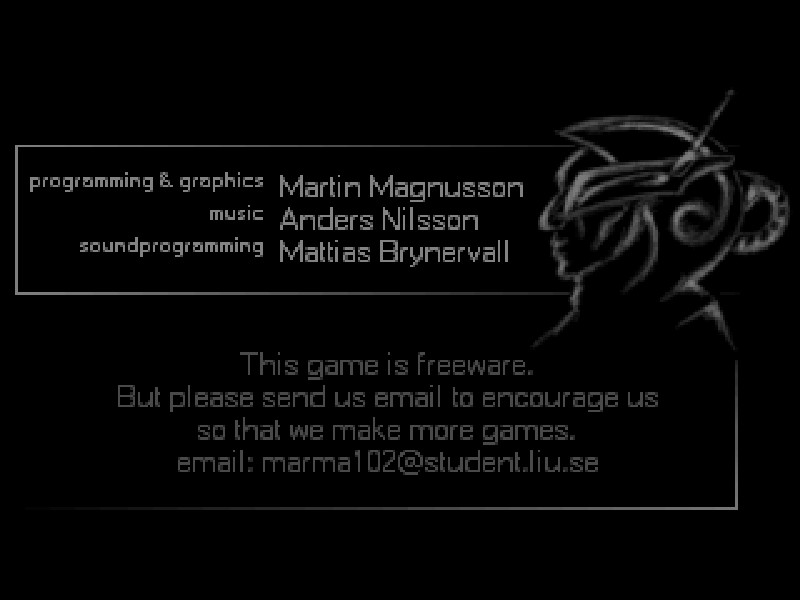 programming & graphics Martin Magnusson
music Anders Nilsson
soundprogramming Mattias Brynervall
This game is freeware.
But please send us email to encourage us
so that we make more games.
email: marma102@student.liu.se